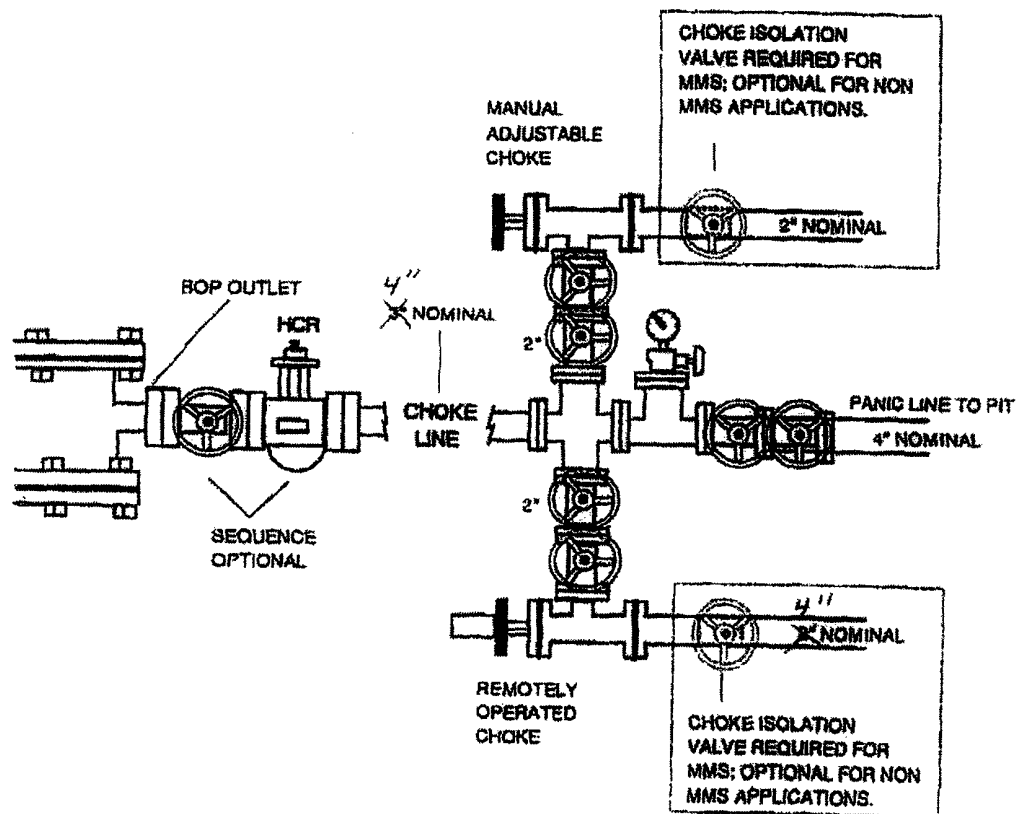 CHOKE ISOLATION
VALVE REQUIRED FOR
MMS; OPTIONAL FOR NON
MMS APPLICATIONS.
MANUAL
ADJUSTABLE
CHOKE
2" NOMINAL
BOP OUTLET
4"
3" NOMINAL
HCR
2"
CHOKE
LINE
PANIC LINE TO PIT
4" NOMINAL
2"
SEQUENCE
OPTIONAL
4"
NOMINAL
REMOTELY
OPERATED
CHOKE
CHOKE ISOLATION
VALVE REQUIRED FOR
MMS; OPTIONAL FOR NON
MMS APPLICATIONS.